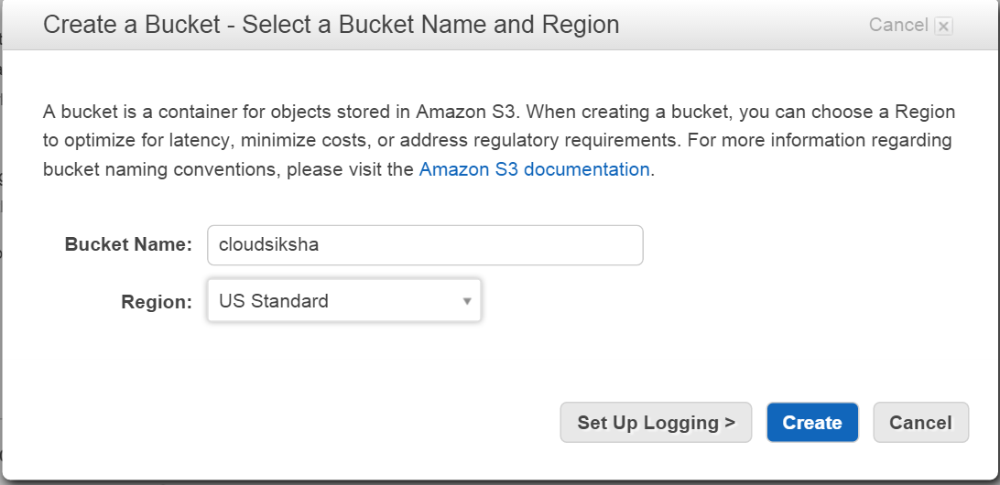 Create a Bucket - Select a Bucket Name and Region
Cancel
A bucket is a container for objects stored in Amazon S3. When creating a bucket, you can choose a Region
to optimize for latency, minimize costs, or address regulatory requirements. For more information regarding
bucket naming conventions, please visit the Amazon S3 documentation.
Bucket Name: cloudsiksha
Region: US Standard
Set Up Logging > Create Cancel